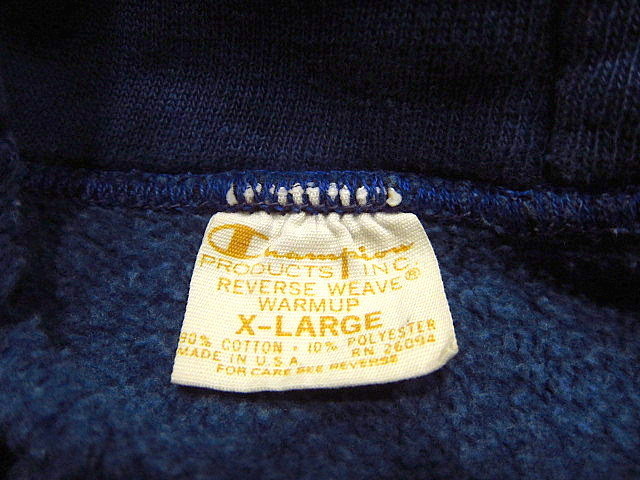 Champion
PRODUCTS INC.
REVERSE WEAVE®
WARMUP
X-LARGE
90% COTTON · 10% POLYESTER
MADE IN U.S.A. RN 26094
FOR CARE SEE REVERSE